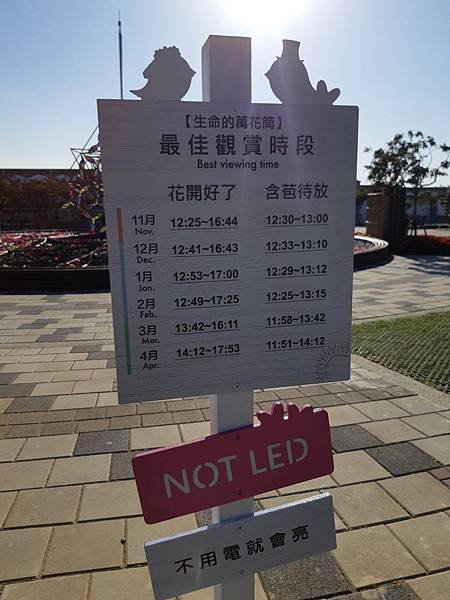 【生命的萬花筒】
最佳觀賞時段
Best viewing time
花開好了 含苞待放
11月 12:25~16:44 12:30~13:00
Nov.
12月 12:41~16:43 12:33~13:10
Dec.
1月 12:53~17:00 12:29~13:12
Jan.
2月 12:49~17:25 12:25~13:15
Feb.
3月 13:42~16:11 11:58~13:42
Mar.
4月 14:12~17:53 11:51~14:12
Apr.
NOT LED
不用電就會亮